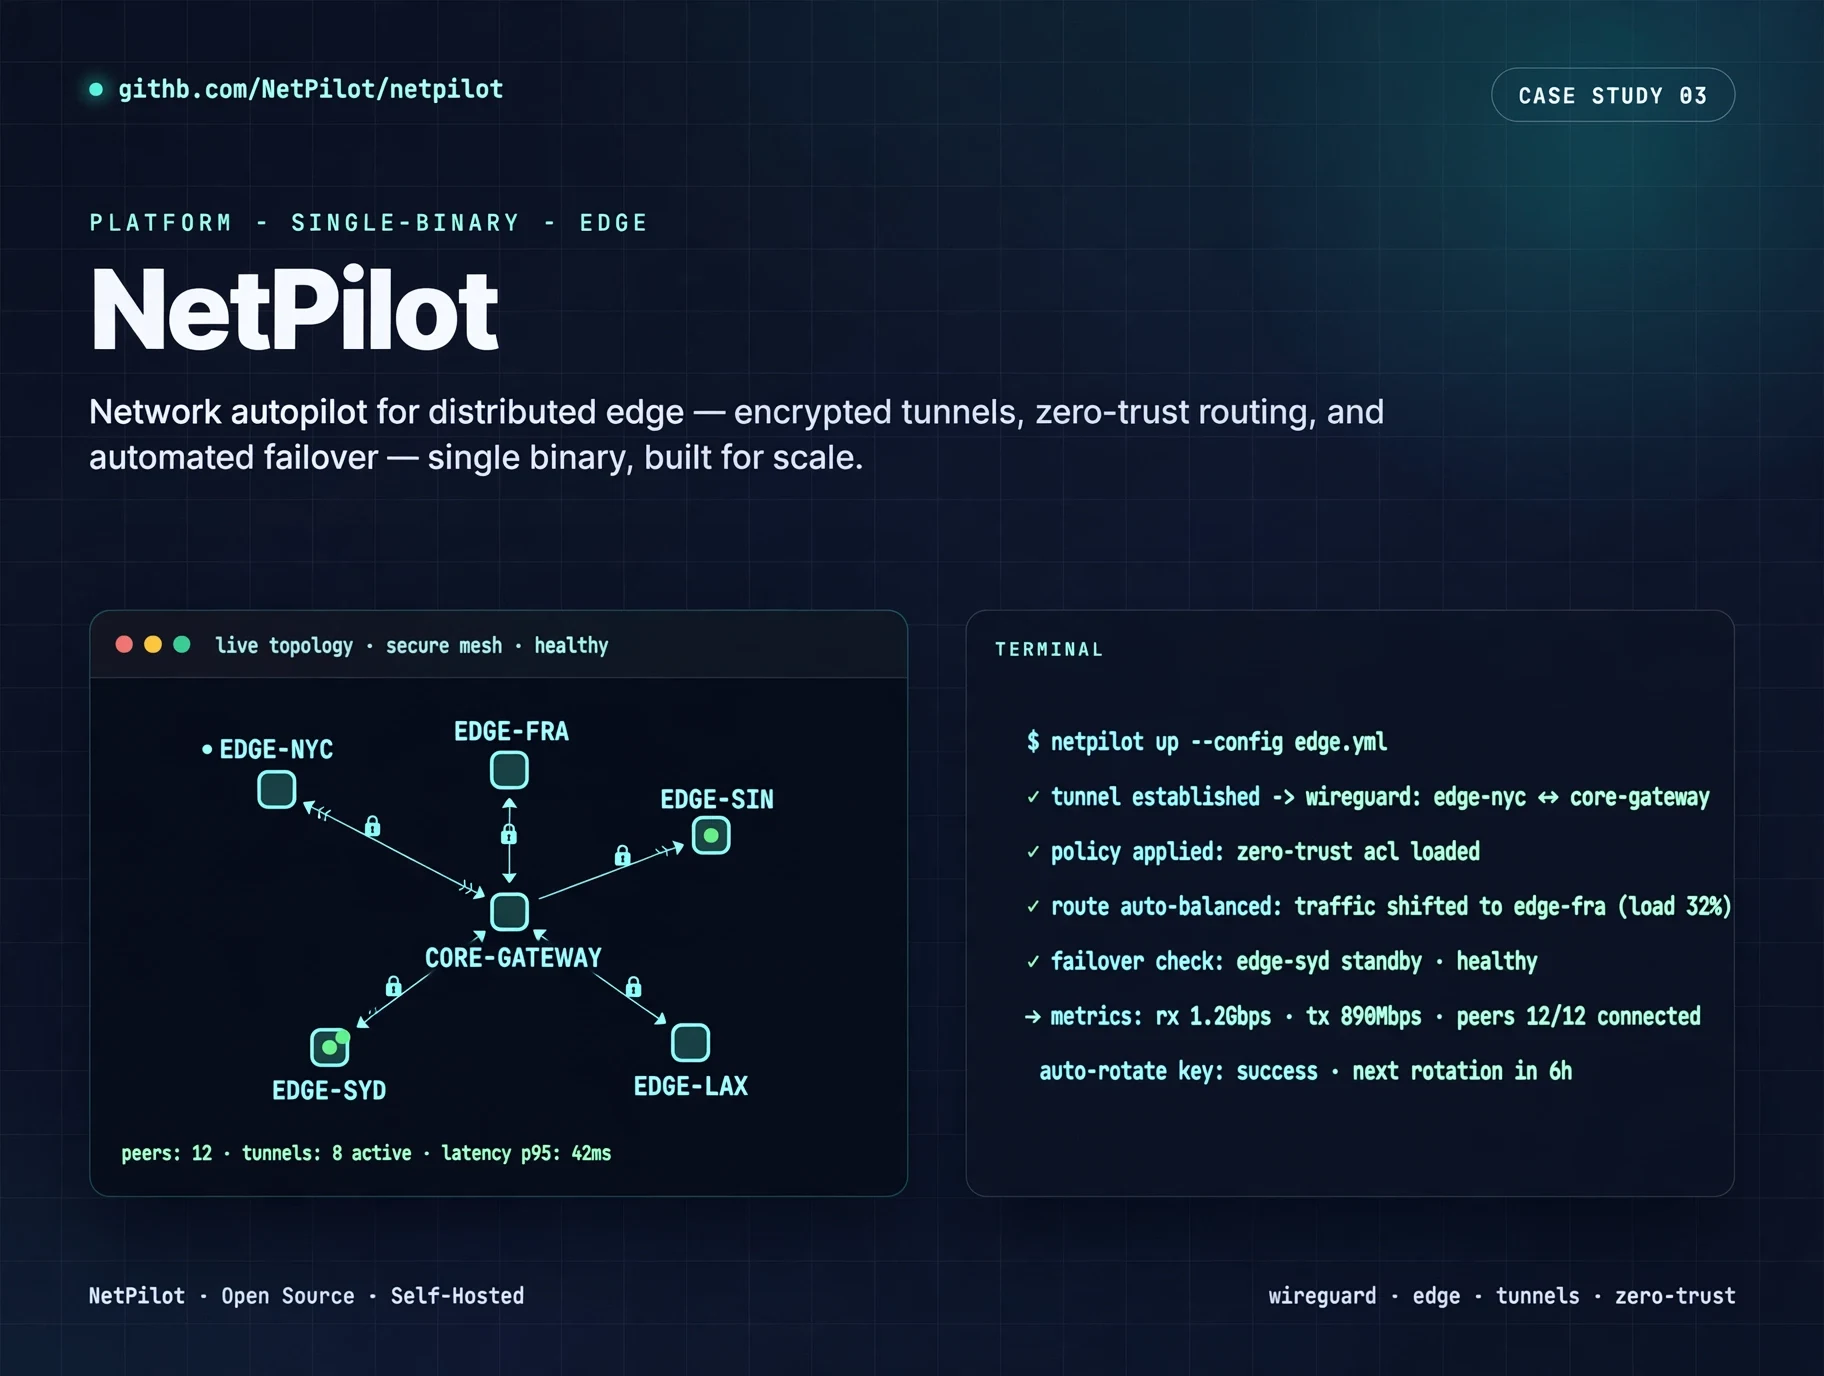 githb.com/NetPilot/netpilot
CASE STUDY 03
PLATFORM - SINGLE-BINARY - EDGE
NetPilot
Network autopilot for distributed edge — encrypted tunnels, zero-trust routing, and
automated failover — single binary, built for scale.
live topology · secure mesh · healthy
EDGE-NYC
EDGE-FRA
EDGE-SIN
CORE-GATEWAY
EDGE-SYD
EDGE-LAX
peers: 12 · tunnels: 8 active · latency p95: 42ms
TERMINAL
$ netpilot up --config edge.yml
✓ tunnel established -> wireguard: edge-nyc ↔ core-gateway
✓ policy applied: zero-trust acl loaded
✓ route auto-balanced: traffic shifted to edge-fra (load 32%)
✓ failover check: edge-syd standby · healthy
→ metrics: rx 1.2Gbps · tx 890Mbps · peers 12/12 connected
auto-rotate key: success · next rotation in 6h
NetPilot · Open Source · Self-Hosted
wireguard · edge · tunnels · zero-trust